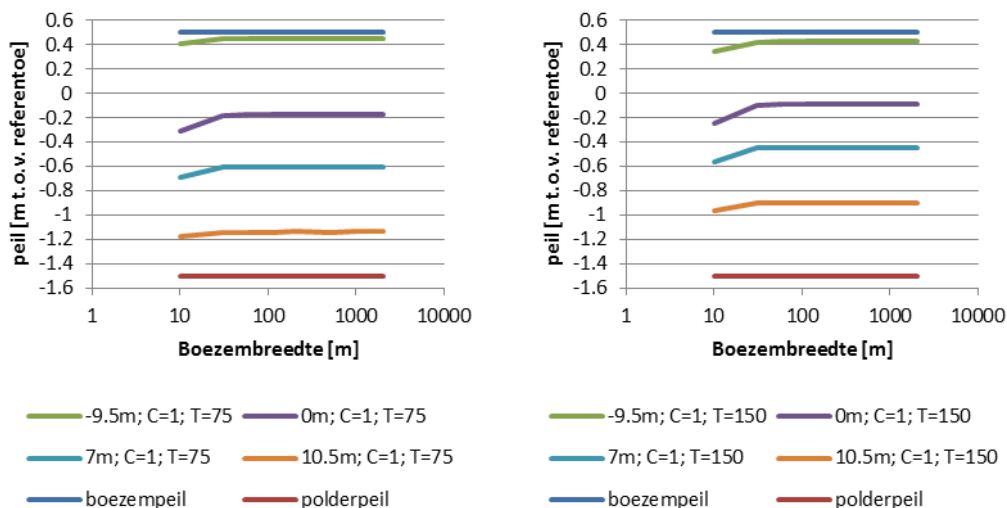 0.6
0.4
0.2
0
-0.2
-0.4
-0.6
-0.8
-1
-1.2
-1.4
-1.6
peil [m t.o.v. referentoe]
1 10 100 1000 10000
Boezembreedte [m]
-9.5m; C=1; T=75 0m; C=1; T=75
7m; C=1; T=75 10.5m; C=1; T=75
boezempeil polderpeil
0.6
0.4
0.2
0
-0.2
-0.4
-0.6
-0.8
-1
-1.2
-1.4
-1.6
peil [m t.o.v. referentoe]
1 10 100 1000 10000
Boezembreedte [m]
-9.5m; C=1; T=150 0m; C=1; T=150
7m; C=1; T=150 10.5m; C=1; T=150
boezempeil polderpeil